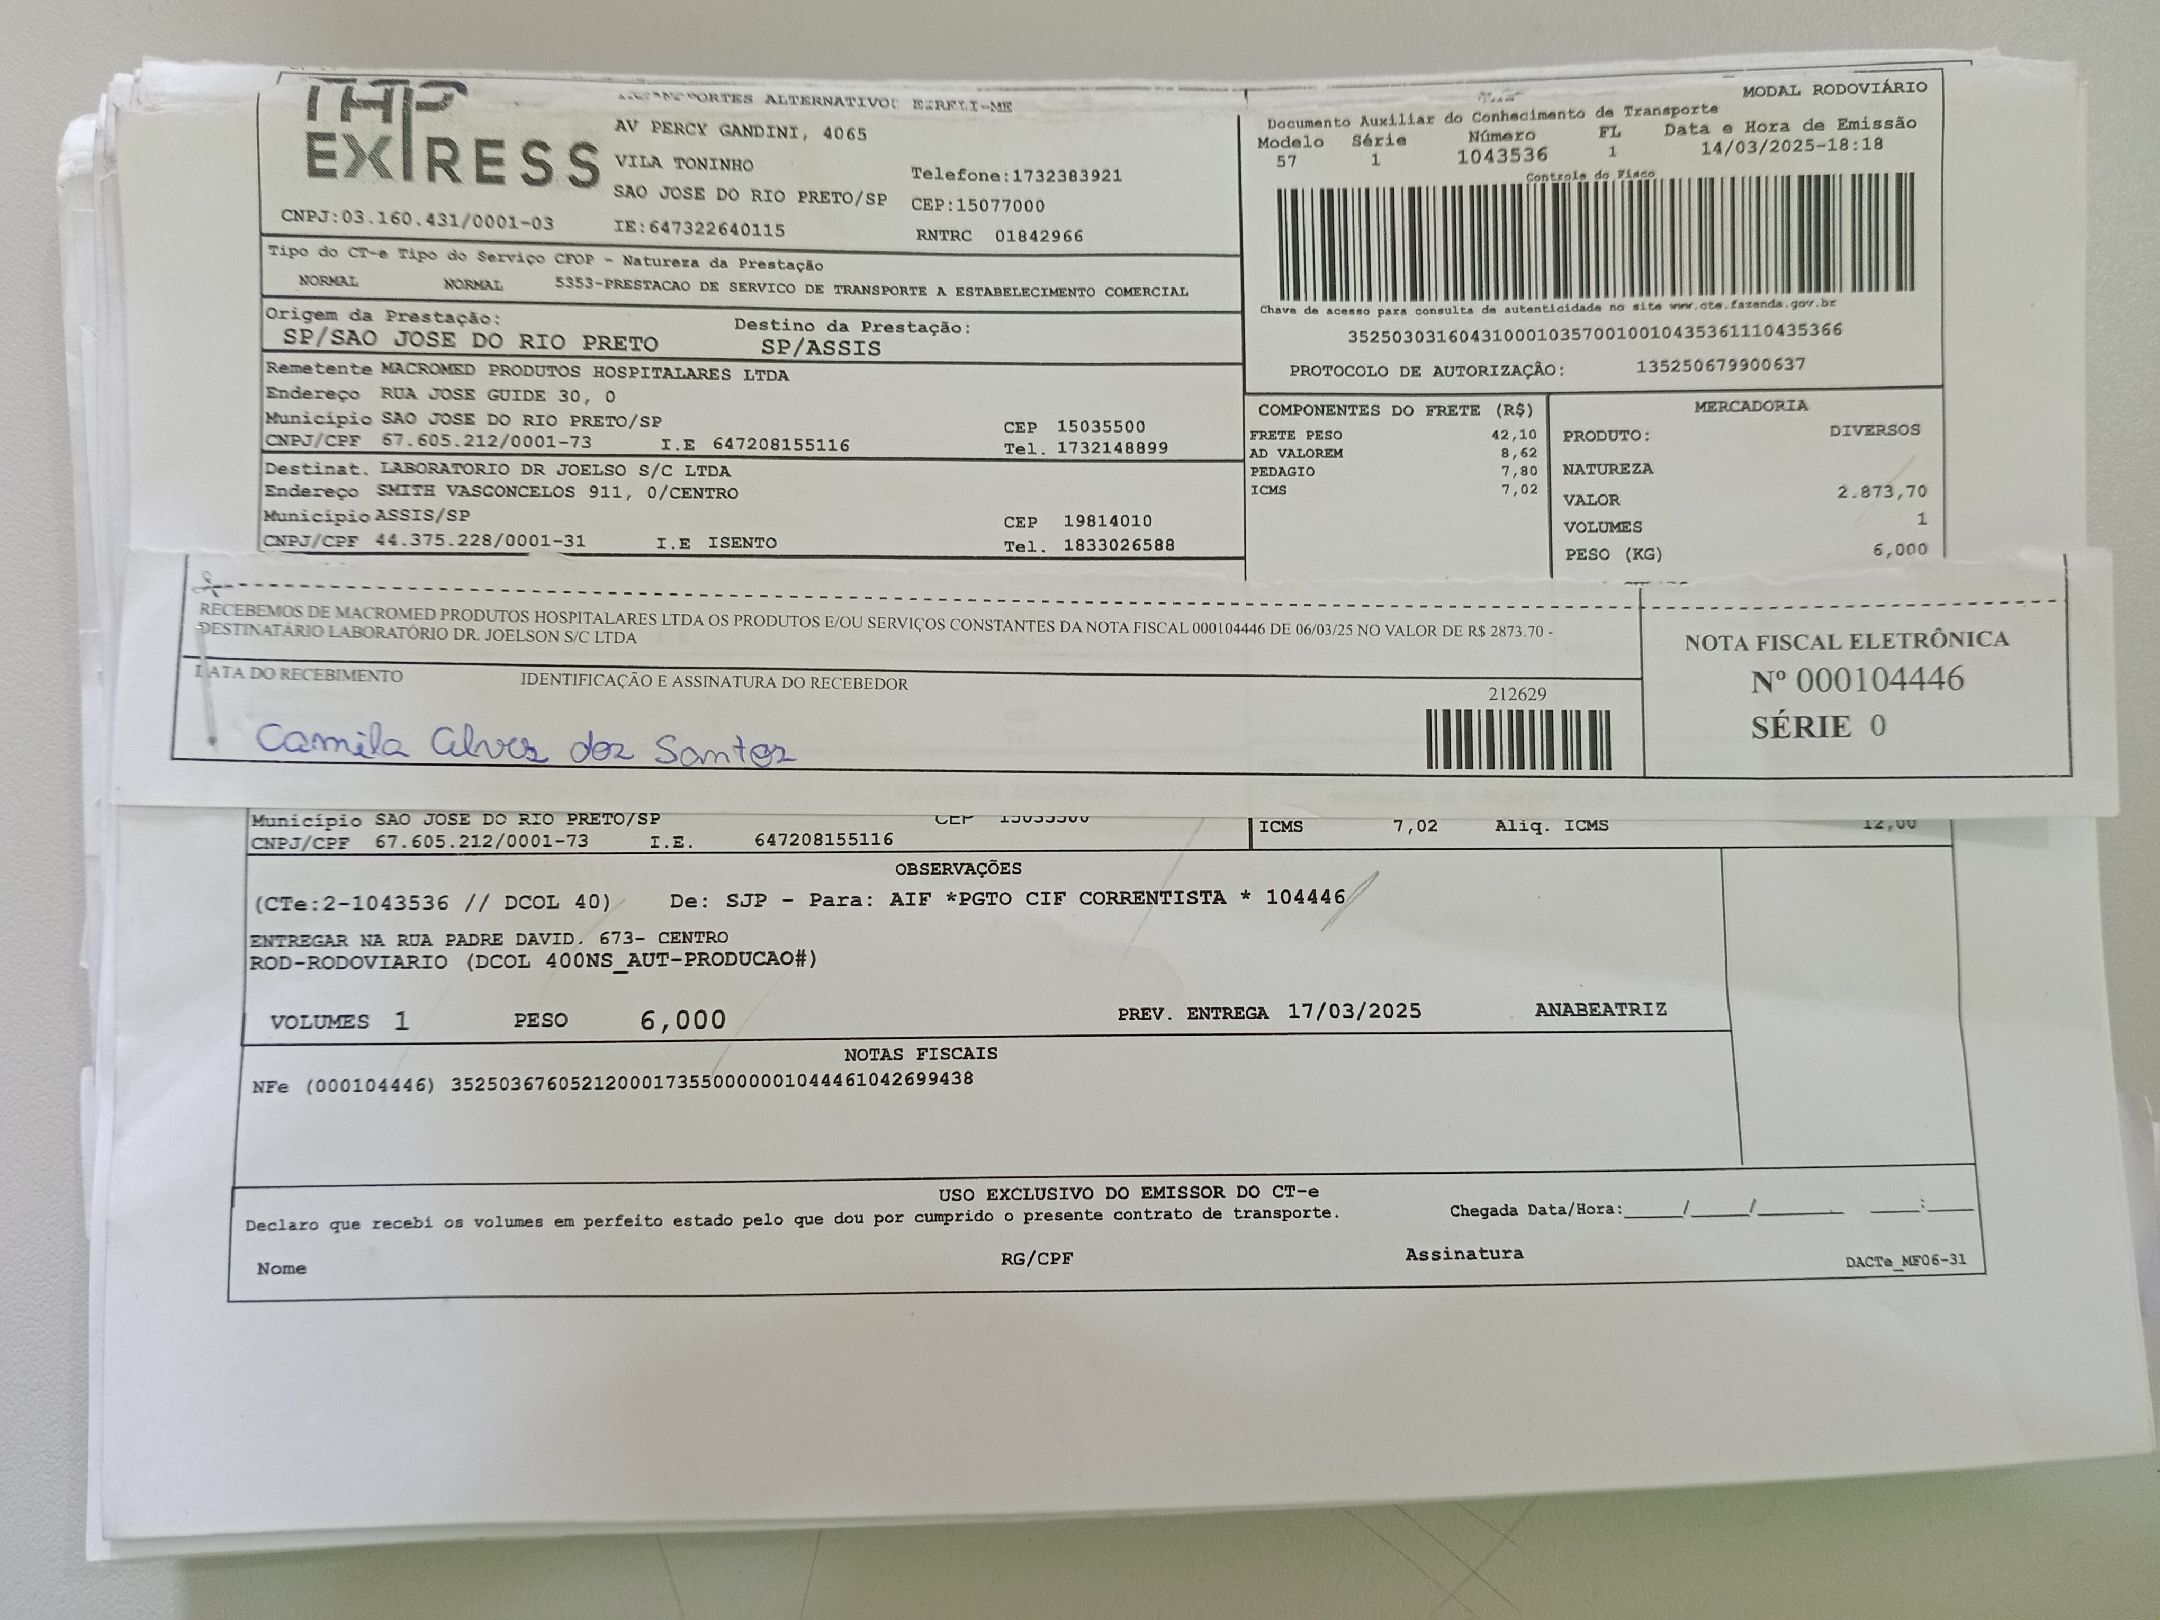 THP
EXPRESS
AV PERCY GANDINI, 4065
VILA TONINHO
SAO JOSE DO RIO PRETO/SP
Telefone:1732383921
CEP:15077000
CNPJ:03.160.431/0001-03 IE:647322640115 RNTRC 01842966
MODAL RODOVIÁRIO
Documento Auxiliar do Conhecimento de Transporte
Modelo Série Número FL Data e Hora de Emissão
57 1 1043536 1 14/03/2025-18:18
Controle do Fisco
Chave de acesso para consulta de autenticidade no site www.cte.fazenda.gov.br
35250303160431000103570010010435361110435366
PROTOCOLO DE AUTORIZAÇÃO: 135250679900637
Tipo do CT-e Tipo do Serviço CFOP - Natureza da Prestação
NORMAL NORMAL 5353-PRESTACAO DE SERVICO DE TRANSPORTE A ESTABELECIMENTO COMERCIAL
Origem da Prestação: Destino da Prestação:
SP/SAO JOSE DO RIO PRETO SP/ASSIS
Remetente MACROMED PRODUTOS HOSPITALARES LTDA
Endereço RUA JOSE GUIDE 30, 0
Município SAO JOSE DO RIO PRETO/SP CEP 15035500
CNPJ/CPF 67.605.212/0001-73 I.E 647208155116 Tel. 1732148899
Destinat. LABORATORIO DR JOELSO S/C LTDA
Endereço SMITH VASCONCELOS 911, 0/CENTRO
Município ASSIS/SP CEP 19814010
CNPJ/CPF 44.375.228/0001-31 I.E ISENTO Tel. 1833026588
COMPONENTES DO FRETE (R$)
FRETE PESO 42,10
AD VALOREM 8,62
PEDAGIO 7,80
ICMS 7,02
MERCADORIA
PRODUTO: DIVERSOS
NATUREZA
VALOR 2.873,70
VOLUMES 1
PESO (KG) 6,000
RECEBEMOS DE MACROMED PRODUTOS HOSPITALARES LTDA OS PRODUTOS E/OU SERVIÇOS CONSTANTES DA NOTA FISCAL 000104446 DE 06/03/25 NO VALOR DE R$ 2873.70 -
DESTINATÁRIO LABORATÓRIO DR. JOELSON S/C LTDA
DATA DO RECEBIMENTO IDENTIFICAÇÃO E ASSINATURA DO RECEBEDOR
212629
Camila Alves dos Santos
NOTA FISCAL ELETRÔNICA
Nº 000104446
SÉRIE 0
Município SAO JOSE DO RIO PRETO/SP CEP 15035500
CNPJ/CPF 67.605.212/0001-73 I.E. 647208155116
ICMS 7,02 Aliq. ICMS 12,00
OBSERVAÇÕES
(CTe:2-1043536 // DCOL 40) De: SJP - Para: AIF *PGTO CIF CORRENTISTA * 104446
ENTREGAR NA RUA PADRE DAVID. 673- CENTRO
ROD-RODOVIARIO (DCOL 400NS_AUT-PRODUCAO#)
VOLUMES 1 PESO 6,000 PREV. ENTREGA 17/03/2025 ANABEATRIZ
NOTAS FISCAIS
NFe (000104446) 35250367605212000173550000001044461042699438
USO EXCLUSIVO DO EMISSOR DO CT-e
Declaro que recebi os volumes em perfeito estado pelo que dou por cumprido o presente contrato de transporte. Chegada Data/Hora:____/____/______ ___:___
Nome RG/CPF Assinatura DACTe_MF06-31